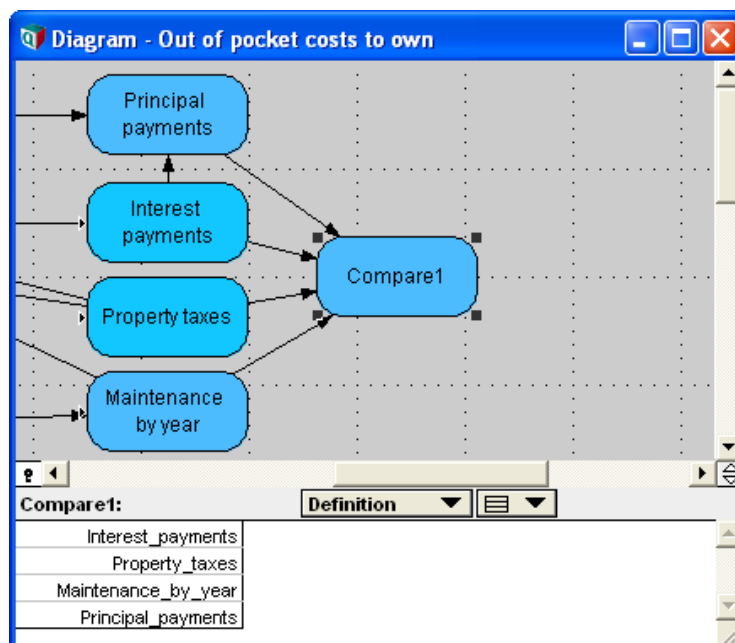 Diagram - Out of pocket costs to own
Principal
payments
Interest
payments
Compare1
Property taxes
Maintenance
by year
Compare1:
Definition
Interest_payments
Property_taxes
Maintenance_by_year
Principal_payments